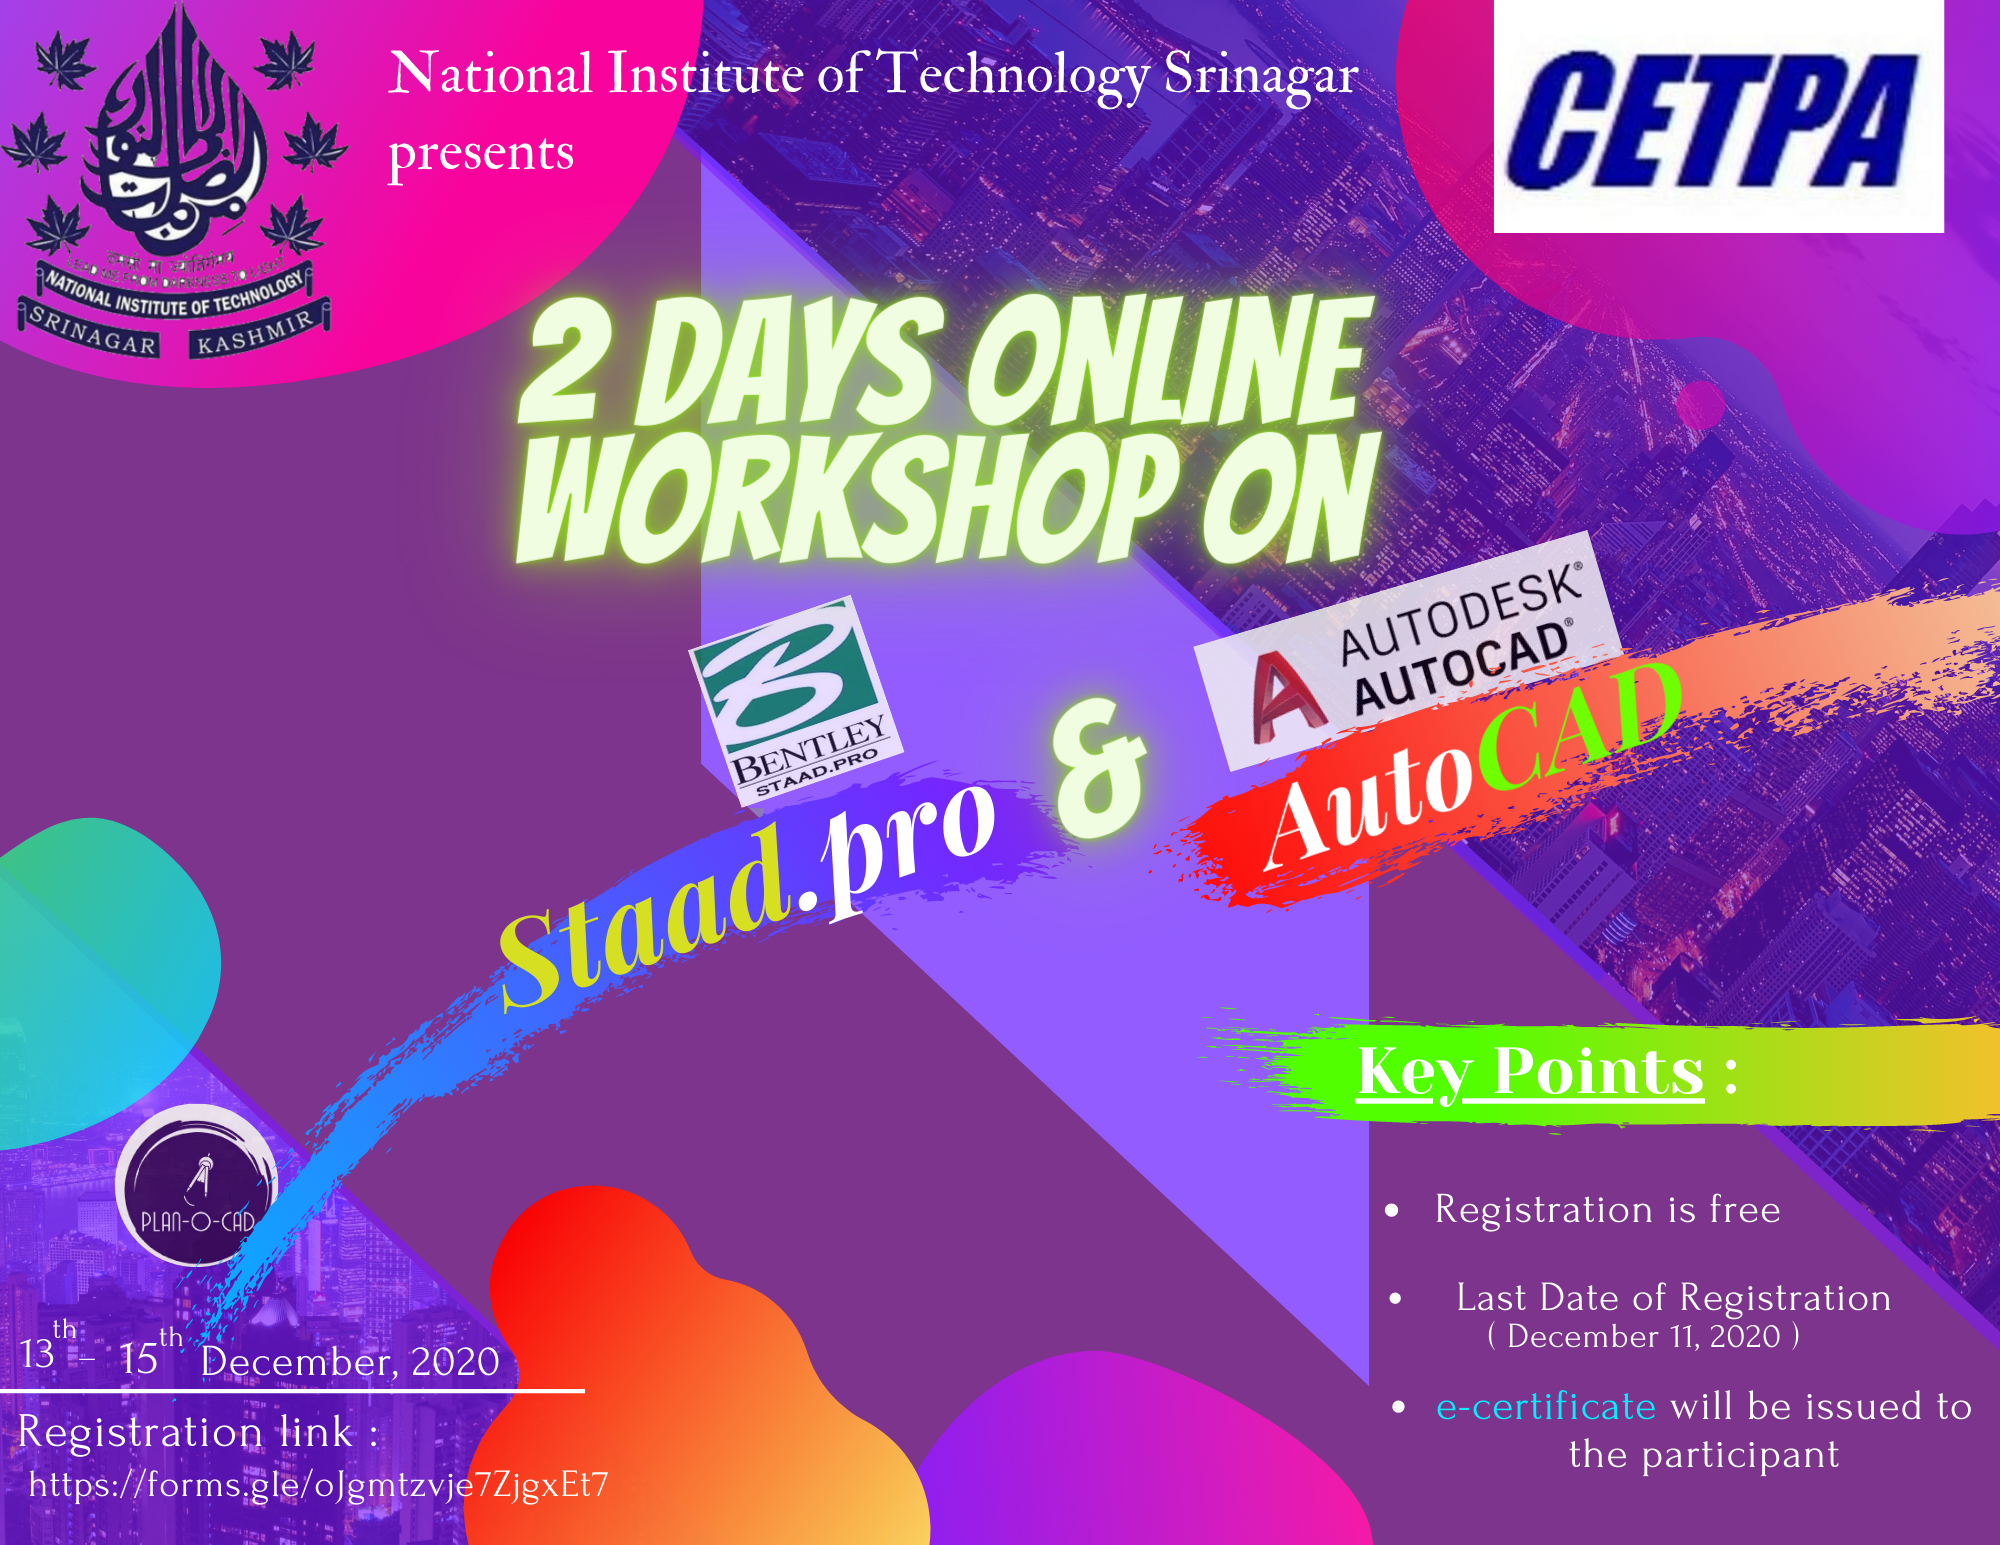 National Institute of Technology Srinagar
presents
CETPA
NATIONAL INSTITUTE OF TECHNOLOGY
SRINAGAR KASHMIR
2 DAYS ONLINE
WORKSHOP ON
BENTLEY
STAAD.PRO
Staad.pro
&
AUTODESK®
AUTOCAD®
AutoCAD
PLAN-O-CAD
13th - 15th December, 2020
Registration link :
https://forms.gle/oJgmtzvje7ZjgxEt7
Key Points :
• Registration is free
• Last Date of Registration
( December 11, 2020 )
• e-certificate will be issued to
the participant